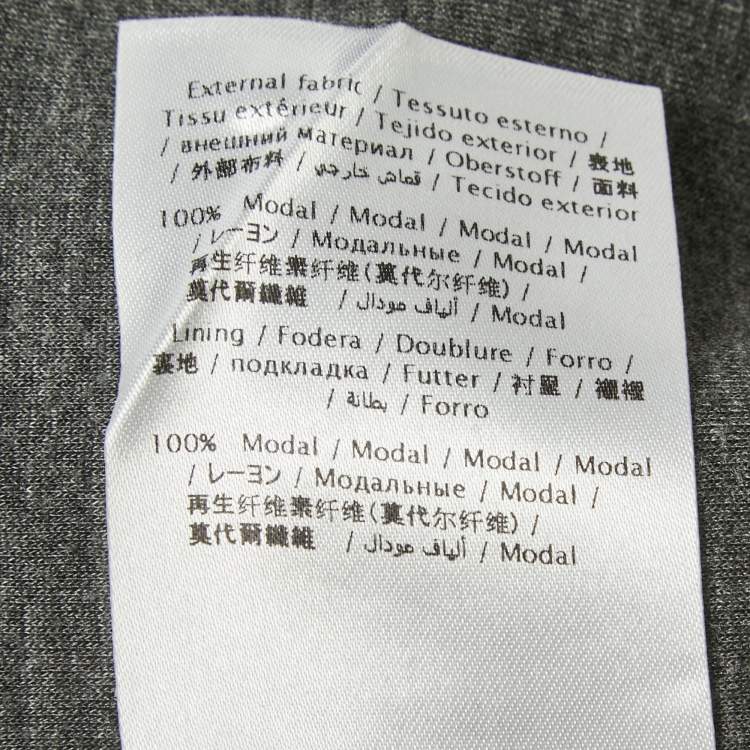 External fabric / Tessuto esterno /
Tissu extérieur / Tejido exterior / 表地
/ внешний материал / Oberstoff / 面料
/ 外部布料 / قماش خارجي / Tecido exterior
100% Modal / Modal / Modal / Modal
/ レーヨン / Модальные / Modal /
再生纤维素纤维(莫代尔纤维) /
莫代爾纖維 / ألياف مودال / Modal
Lining / Fodera / Doublure / Forro /
裏地 / подкладка / Futter / 衬里 / 襯裡
/ بطانة / Forro
100% Modal / Modal / Modal / Modal
/ レーヨン / Модальные / Modal /
再生纤维素纤维(莫代尔纤维) /
莫代爾纖維 / ألياف مودال / Modal